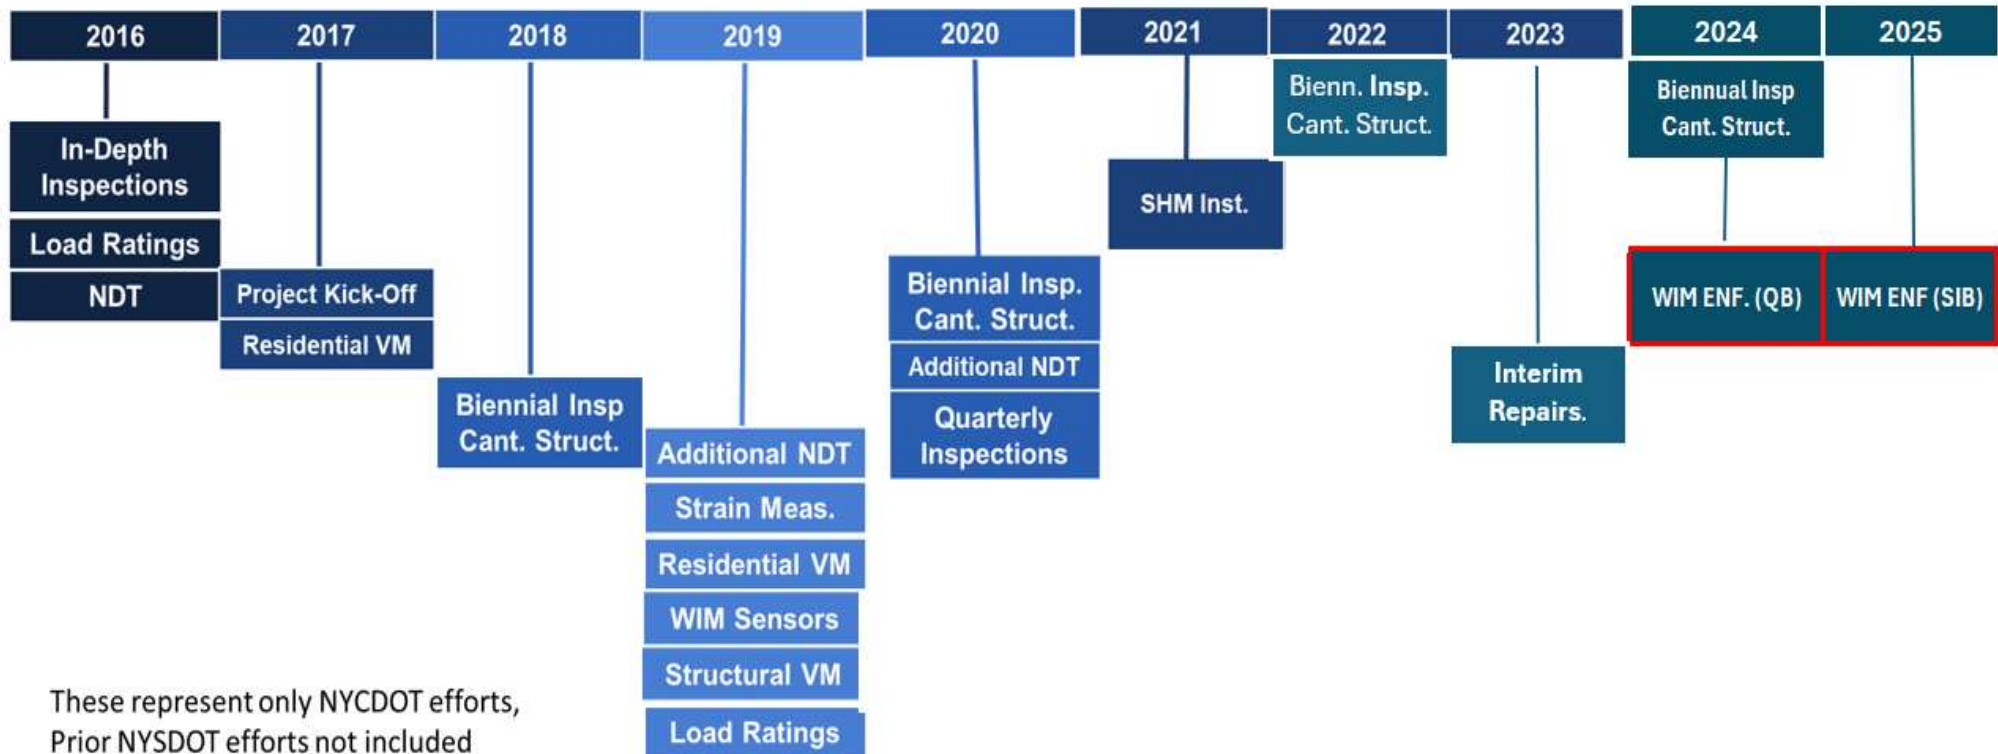 2016
2017
2018
2019
2020
2021
2022
2023
2024
2025
In-Depth
Inspections
Load Ratings
NDT
Project Kick-Off
Residential VM
Biennial Insp
Cant. Struct.
Additional NDT
Strain Meas.
Residential VM
WIM Sensors
Structural VM
Load Ratings
Biennial Insp.
Cant. Struct.
Additional NDT
Quarterly
Inspections
SHM Inst.
Bienn. Insp.
Cant. Struct.
Interim
Repairs.
Biennual Insp
Cant. Struct.
WIM ENF. (QB)
WIM ENF (SIB)
These represent only NYCDOT efforts,
Prior NYSDOT efforts not included